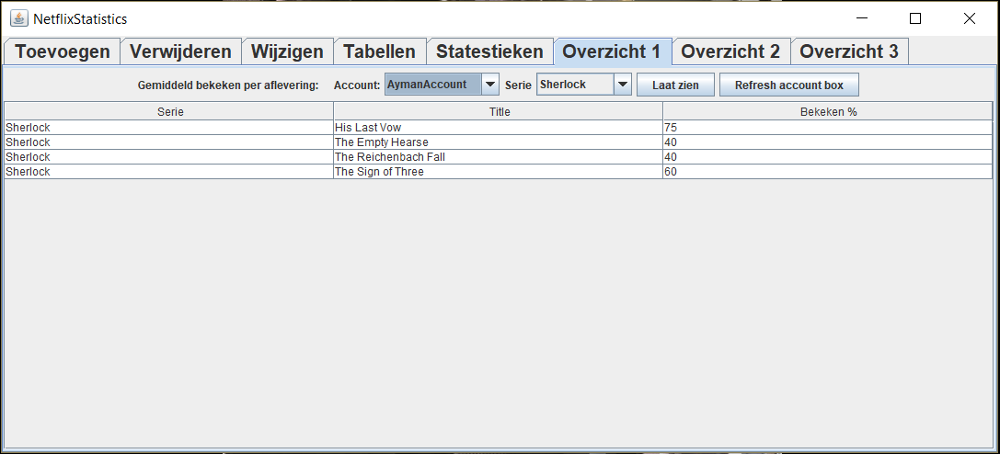 NetflixStatistics
Toevoegen Verwijderen Wijzigen Tabellen Statestieken Overzicht 1 Overzicht 2 Overzicht 3
Gemiddeld bekeken per aflevering: Account: AymanAccount Serie Sherlock Laat zien Refresh account box
Serie Title Bekeken %
Sherlock His Last Vow 75
Sherlock The Empty Hearse 40
Sherlock The Reichenbach Fall 40
Sherlock The Sign of Three 60